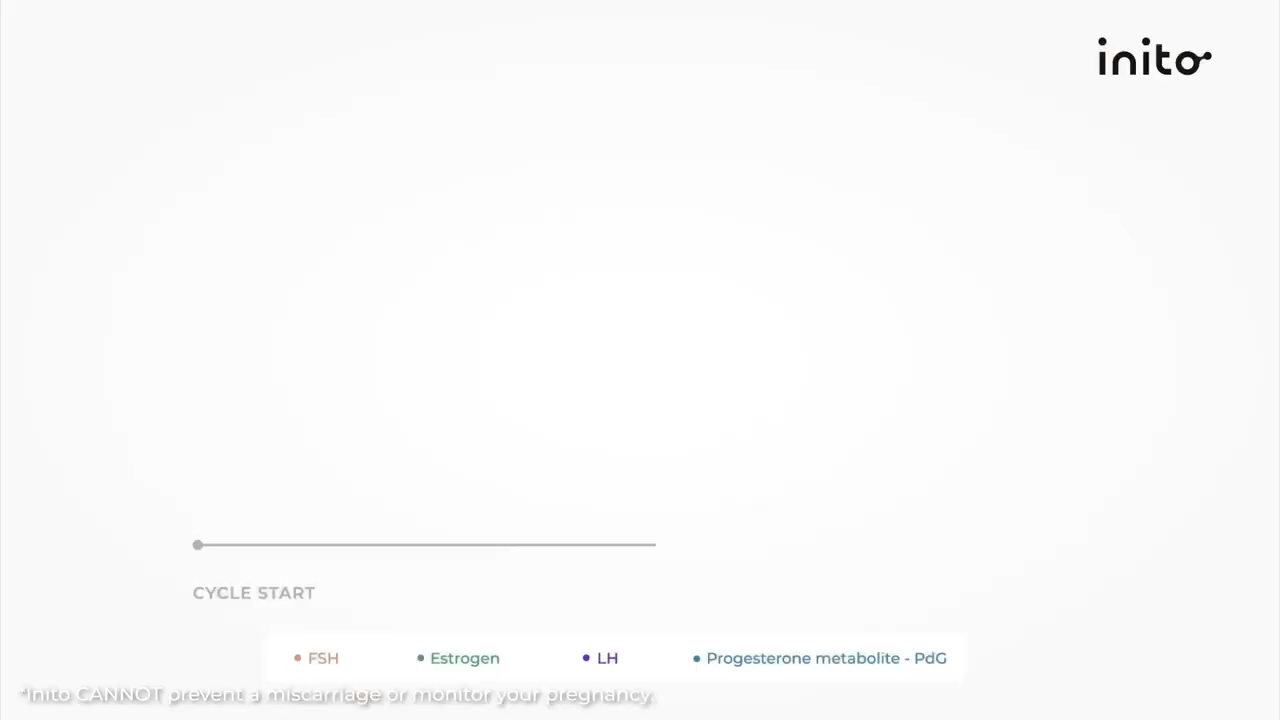 inito
CYCLE START
FSH
Estrogen
LH
Progesterone metabolite - PdG
*Inito CANNOT prevent a miscarriage or monitor your pregnancy.